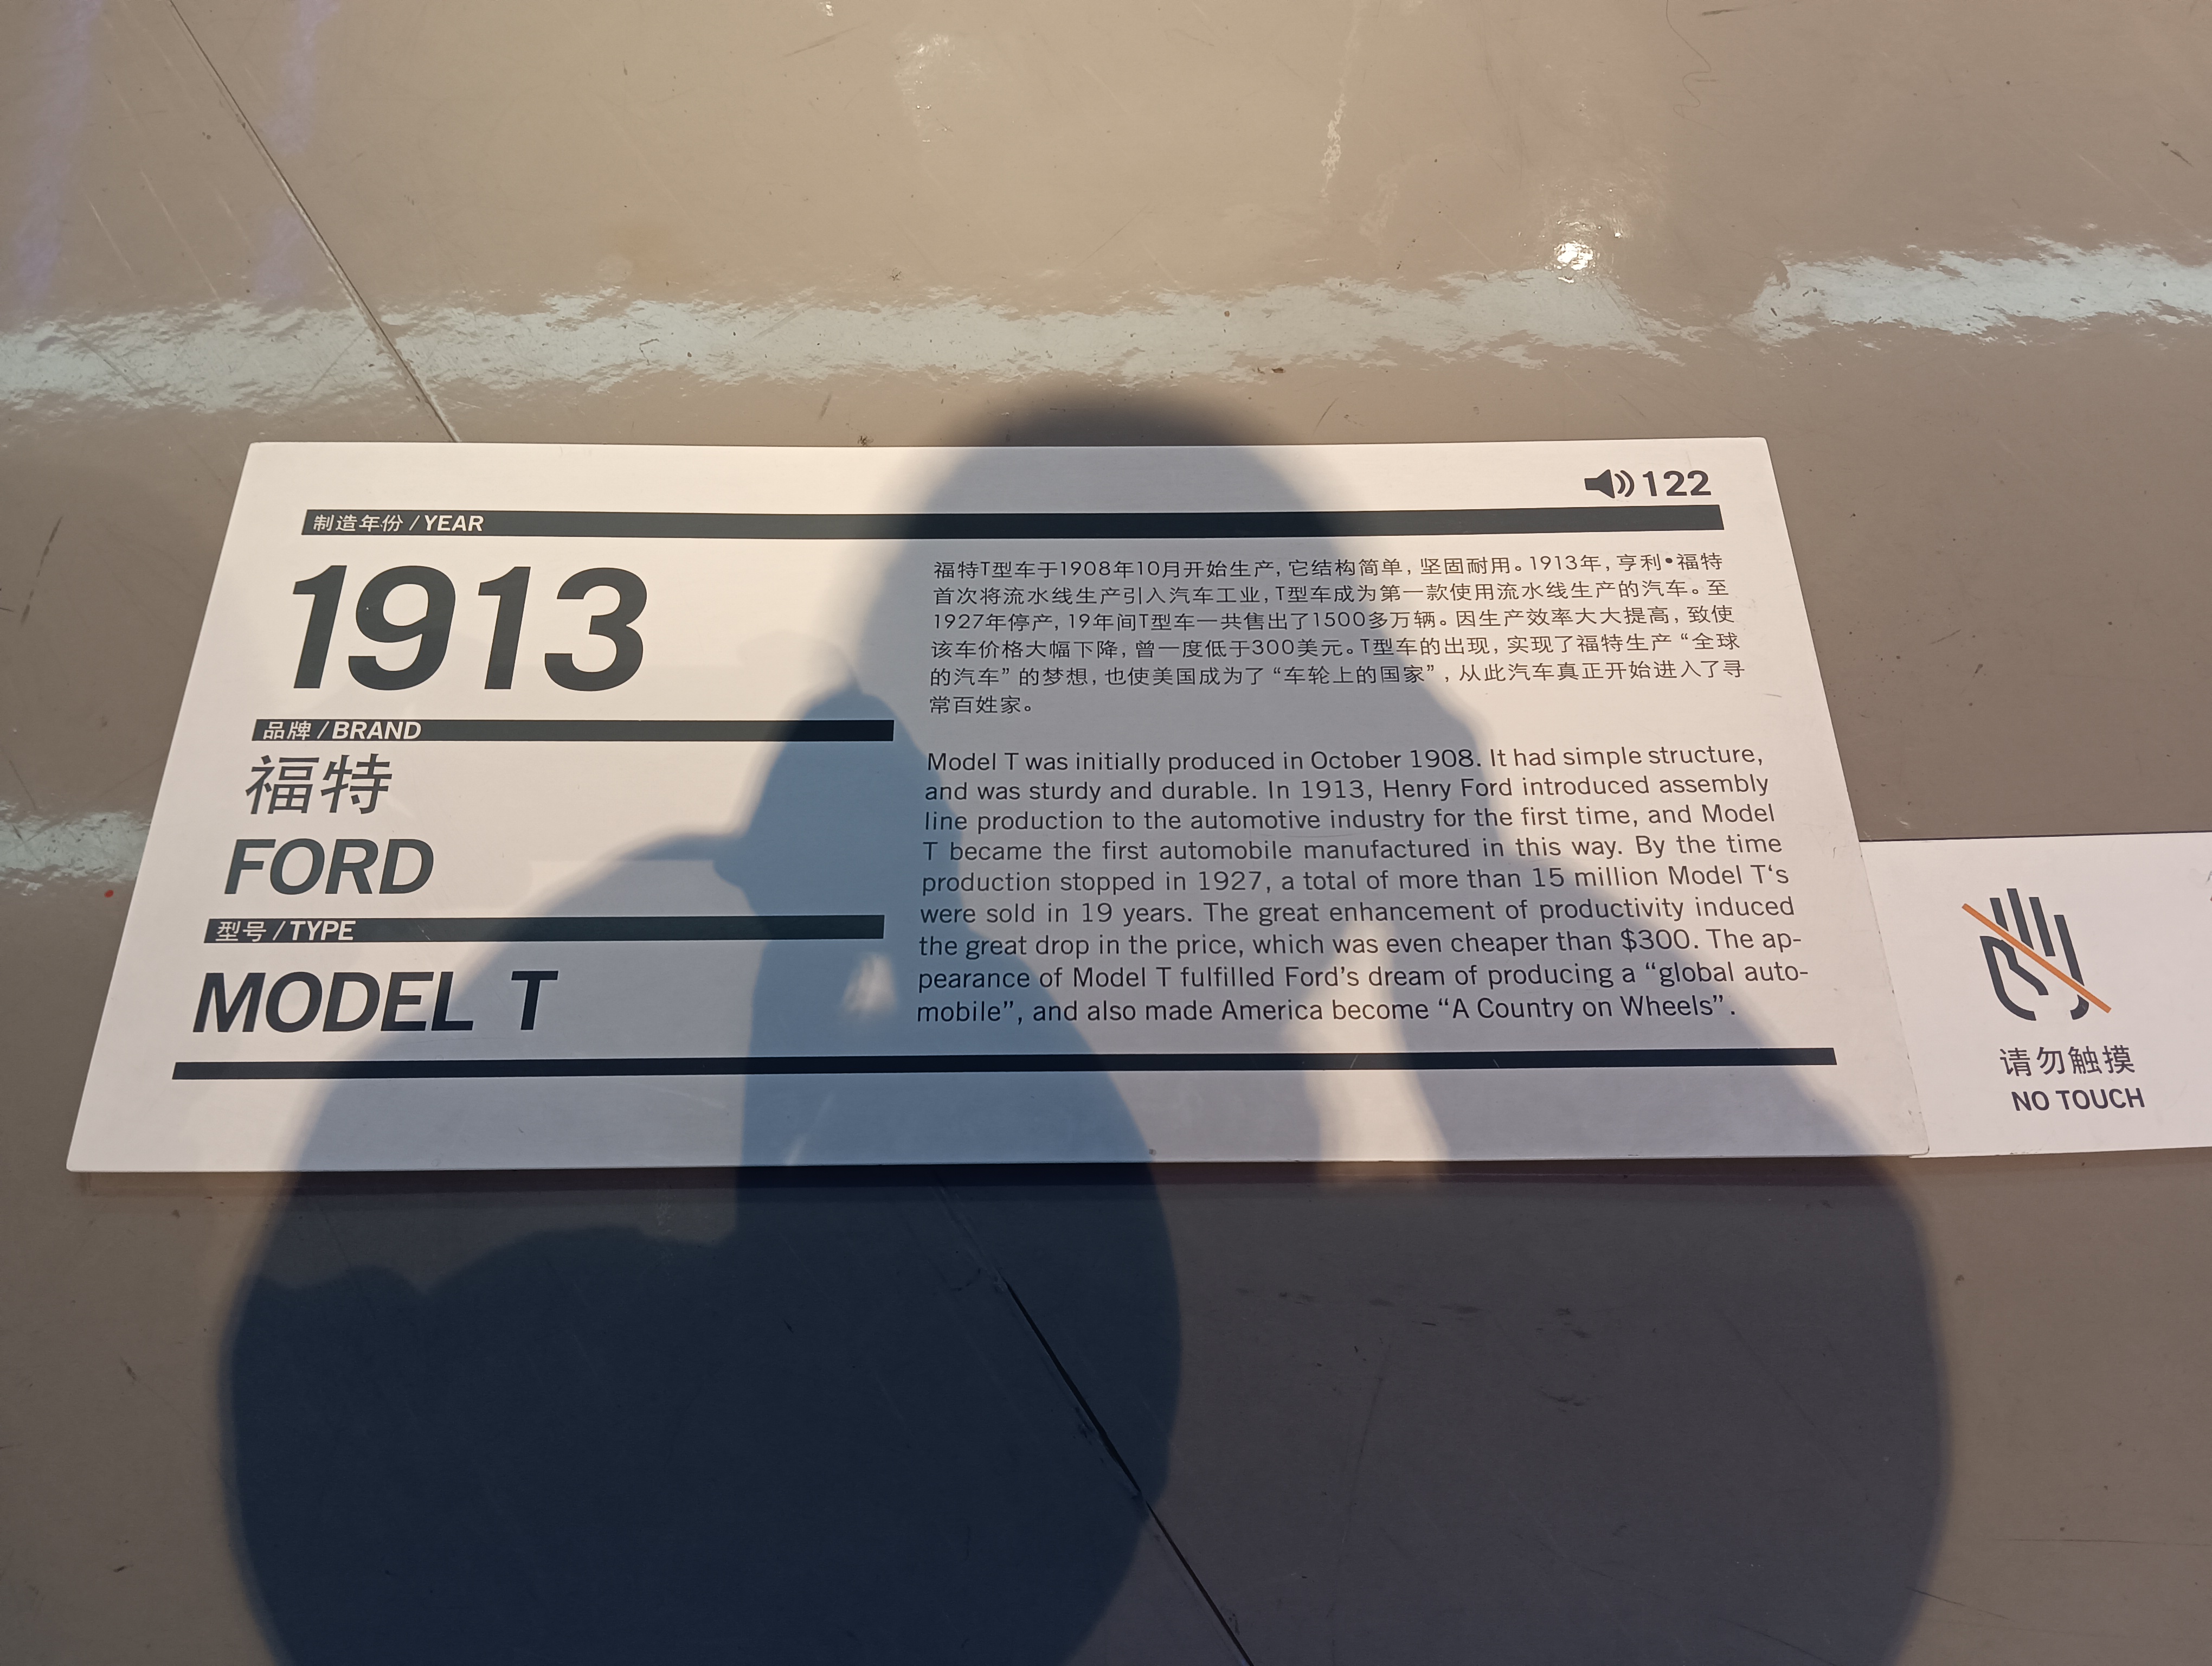 122
制造年份 / YEAR
1913
品牌 / BRAND
福特
FORD
型号 / TYPE
MODEL T
福特T型车于1908年10月开始生产，它结构简单，坚固耐用。1913年，亨利•福特
首次将流水线生产引入汽车工业，T型车成为第一款使用流水线生产的汽车。至
1927年停产，19年间T型车一共售出了1500多万辆。因生产效率大大提高，致使
该车价格大幅下降，曾一度低于300美元。T型车的出现，实现了福特生产“全球
的汽车”的梦想，也使美国成为了“车轮上的国家”，从此汽车真正开始进入了寻
常百姓家。
Model T was initially produced in October 1908. It had simple structure,
and was sturdy and durable. In 1913, Henry Ford introduced assembly
line production to the automotive industry for the first time, and Model
T became the first automobile manufactured in this way. By the time
production stopped in 1927, a total of more than 15 million Model T‘s
were sold in 19 years. The great enhancement of productivity induced
the great drop in the price, which was even cheaper than $300. The ap-
pearance of Model T fulfilled Ford’s dream of producing a “global auto-
mobile”, and also made America become “A Country on Wheels”.
请勿触摸
NO TOUCH